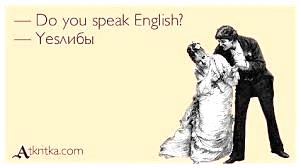 — Do you speak English?
— Yesлибы
Atkritka.com